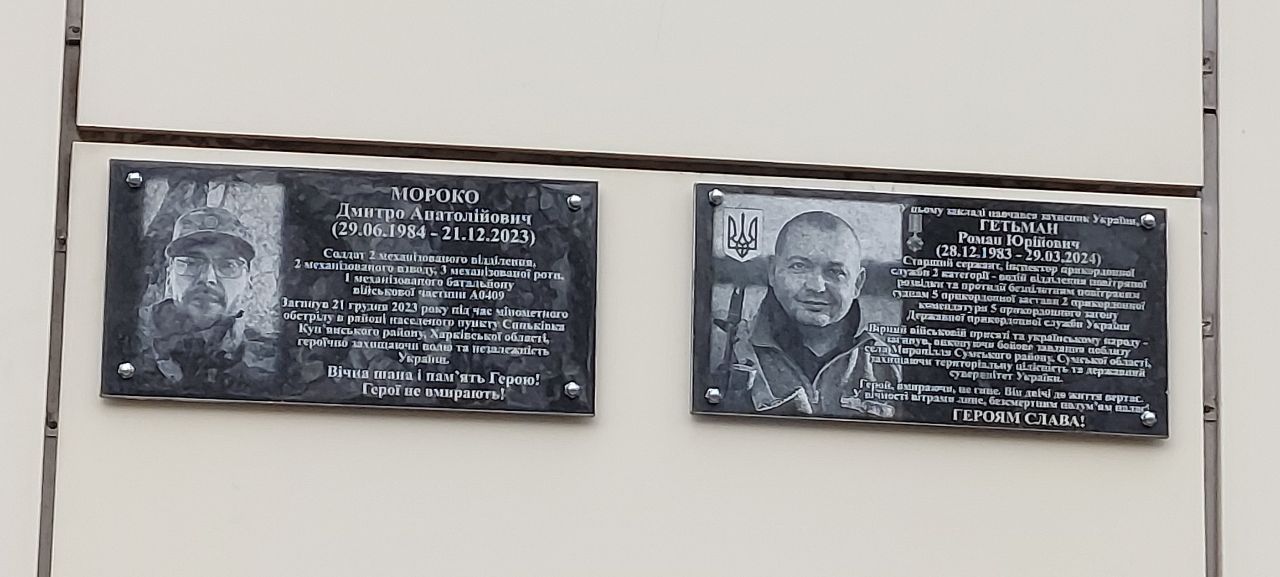 МОРОКО
Дмитро Анатолійович
(29.06.1984 - 21.12.2023)
Солдат 2 механізованого відділення,
2 механізованого взводу, 3 механізованої роти,
1 механізованого батальйону
військової частини А0409
Загинув 21 грудня 2023 року під час мінометного
обстрілу в районі населеного пункту Синьківка
Куп'янського району, Харківської області,
героїчно захищаючи волю та незалежність
України.
Вічна шана і пам'ять Герою!
Герої не вмирають!
У цьому закладі навчався захисник України,
ГЕТЬМАН
Роман Юрійович
(28.12.1983 - 29.03.2024)
Старший сержант, інспектор прикордонної
служби 2 категорії - водій відділення повітряної
розвідки та протидії безпілотним повітряним
суднам 5 прикордонної застави 2 прикордонної
комендатури 5 прикордонного загону
Державної прикордонної служби України
Вірний військовій присязі та українському народу -
загинув, виконуючи бойове завдання поблизу
села Миропілля Сумського району, Сумської області,
захищаючи територіальну цілісність та державний
суверенітет України.
Герой, вмираючи, не гине. Він двічі до життя вертає.
У вічності вітрами лине, безсмертним полум'ям палає!
ГЕРОЯМ СЛАВА!